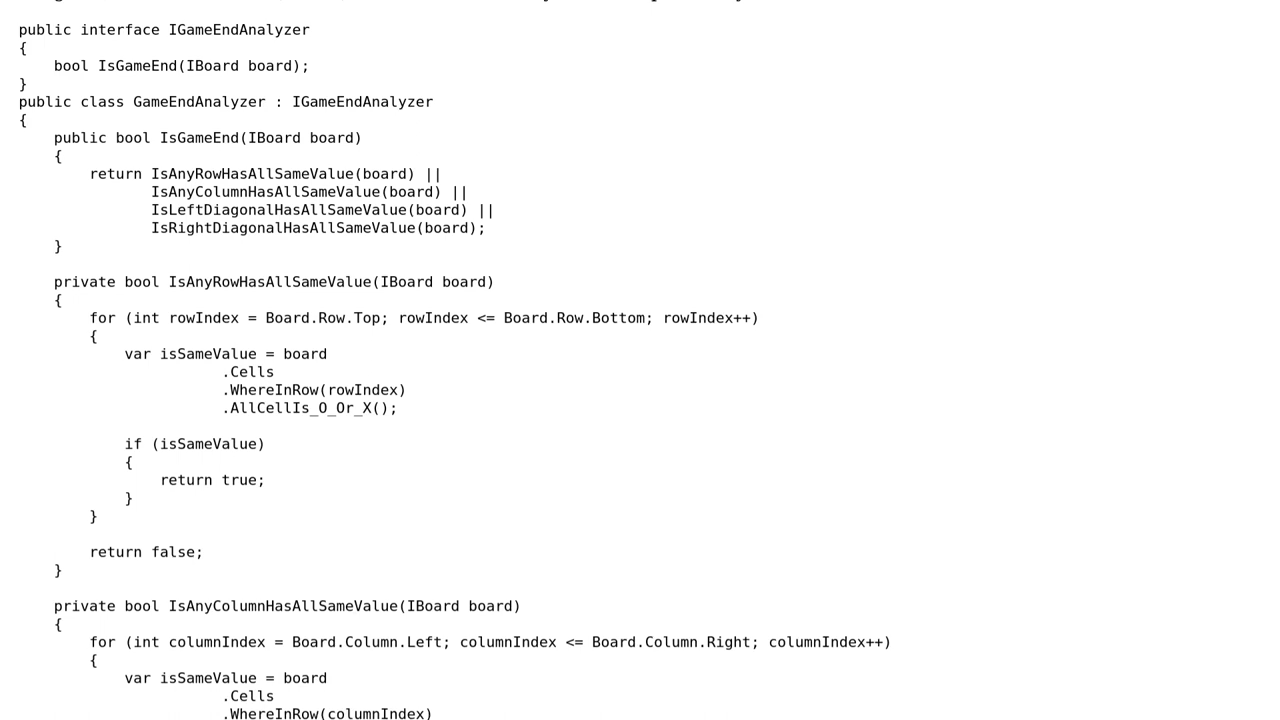 public interface IGameEndAnalyzer
{
    bool IsGameEnd(IBoard board);
}
public class GameEndAnalyzer : IGameEndAnalyzer
{
    public bool IsGameEnd(IBoard board)
    {
        return IsAnyRowHasAllSameValue(board) ||
               IsAnyColumnHasAllSameValue(board) ||
               IsLeftDiagonalHasAllSameValue(board) ||
               IsRightDiagonalHasAllSameValue(board);
    }

    private bool IsAnyRowHasAllSameValue(IBoard board)
    {
        for (int rowIndex = Board.Row.Top; rowIndex <= Board.Row.Bottom; rowIndex++)
        {
            var isSameValue = board
                       .Cells
                       .WhereInRow(rowIndex)
                       .AllCellIs_O_Or_X();

            if (isSameValue)
            {
                return true;
            }
        }

        return false;
    }

    private bool IsAnyColumnHasAllSameValue(IBoard board)
    {
        for (int columnIndex = Board.Column.Left; columnIndex <= Board.Column.Right; columnIndex++)
        {
            var isSameValue = board
                       .Cells
                       .WhereInRow(columnIndex)